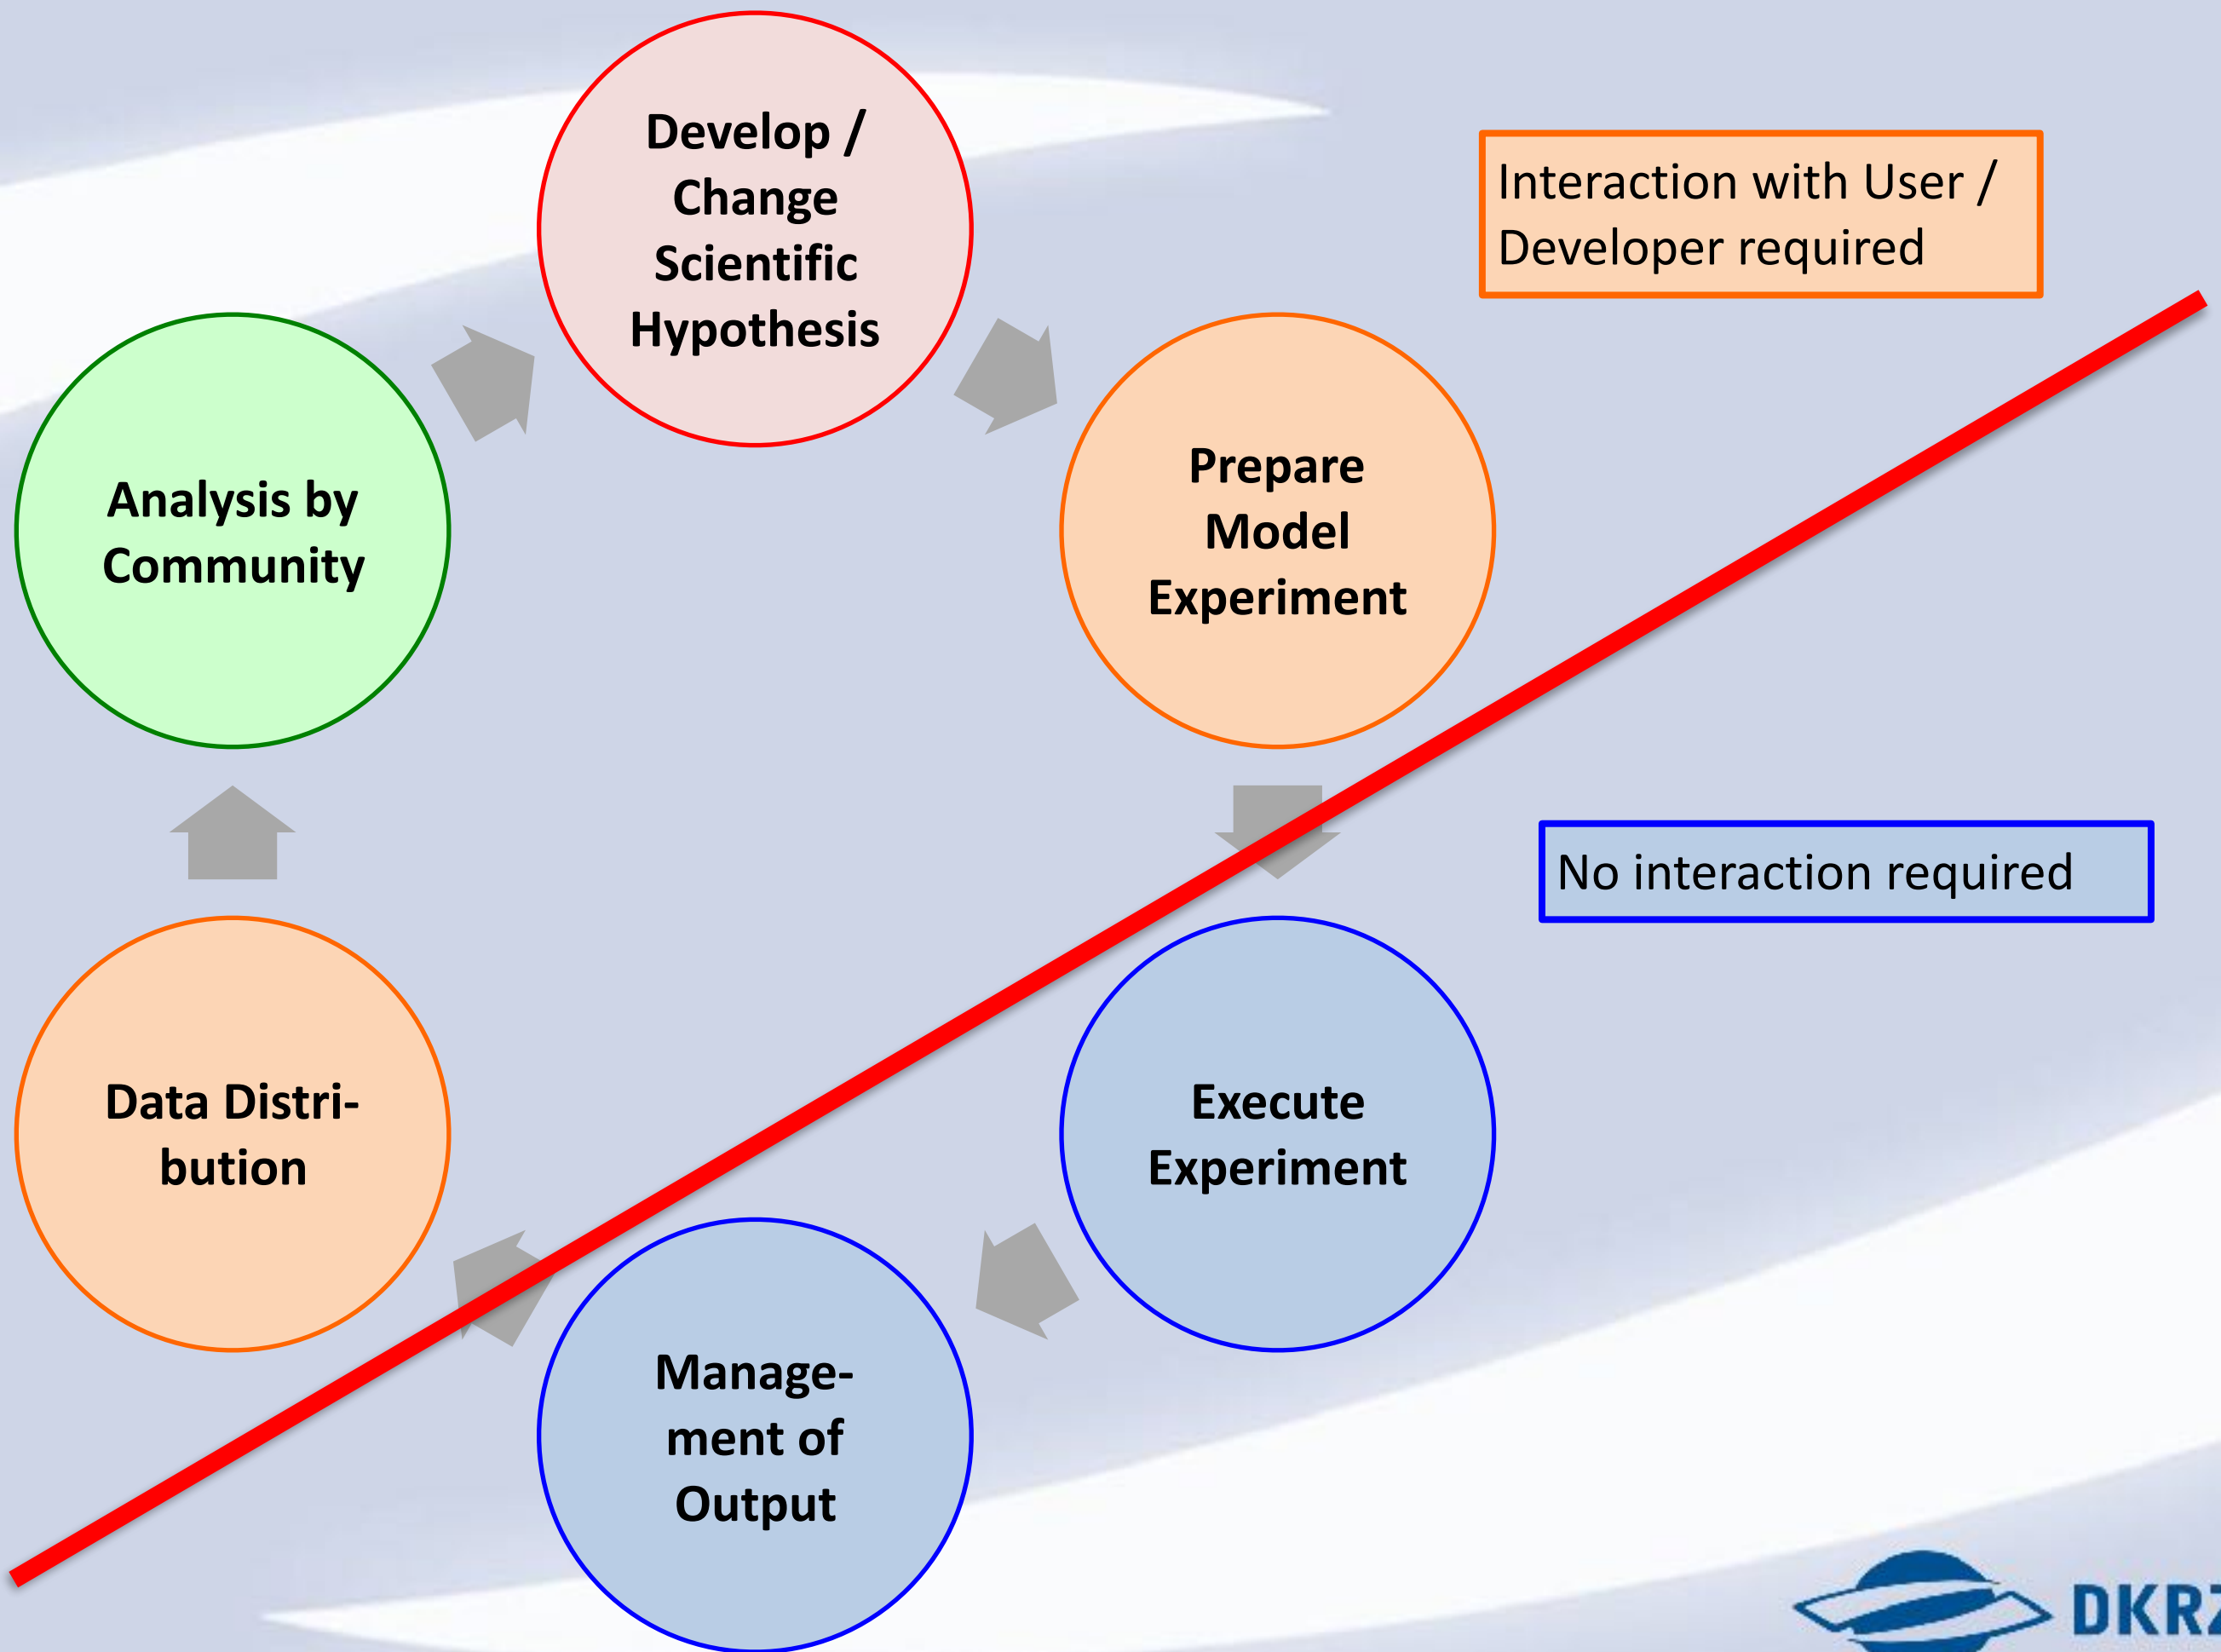 Develop /
Change
Scientific
Hypothesis
Interaction with User /
Developer required
Prepare
Model
Experiment
Analysis by
Community
No interaction required
Execute
Experiment
Data Distri-
bution
Manage-
ment of
Output
DKRZ